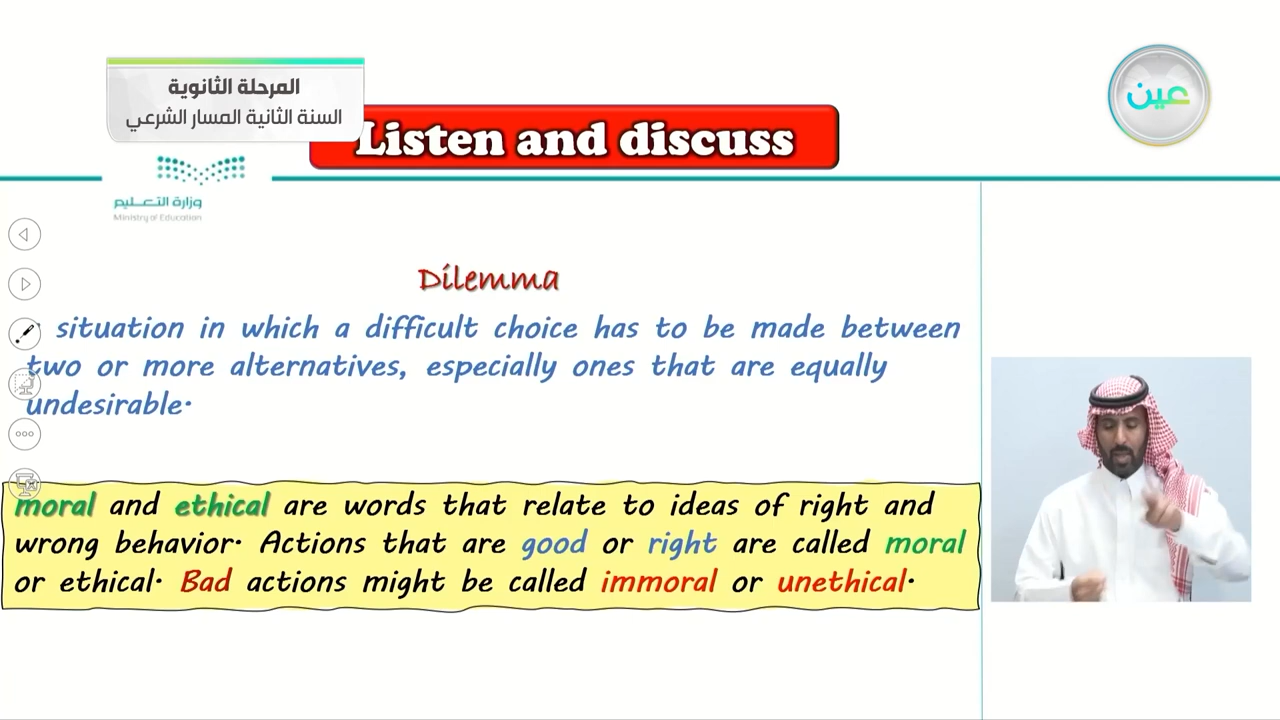 المرحلة الثانوية
السنة الثانية المسار الشرعي
عين
Listen and discuss
وزارة التعليم
Ministry of Education
Dilemma
situation in which a difficult choice has to be made between
two or more alternatives, especially ones that are equally
undesirable.
moral and ethical are words that relate to ideas of right and
wrong behavior. Actions that are good or right are called moral
or ethical. Bad actions might be called immoral or unethical.